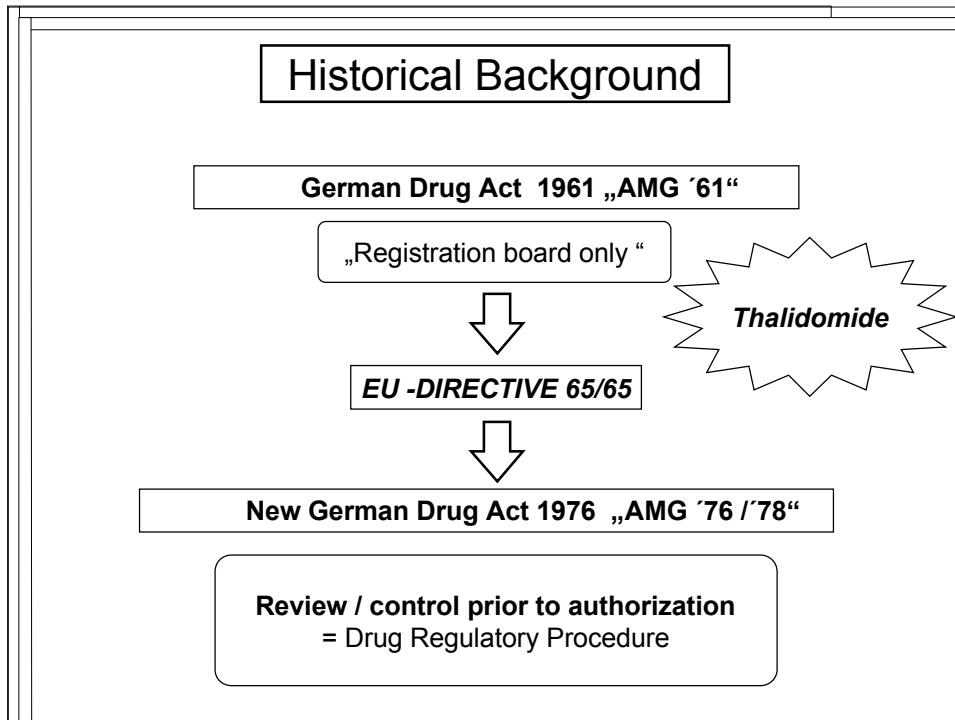 Historical Background
German Drug Act 1961 „AMG ´61“
„Registration board only “
Thalidomide
EU -DIRECTIVE 65/65
New German Drug Act 1976 „AMG ´76 /´78“
Review / control prior to authorization
= Drug Regulatory Procedure